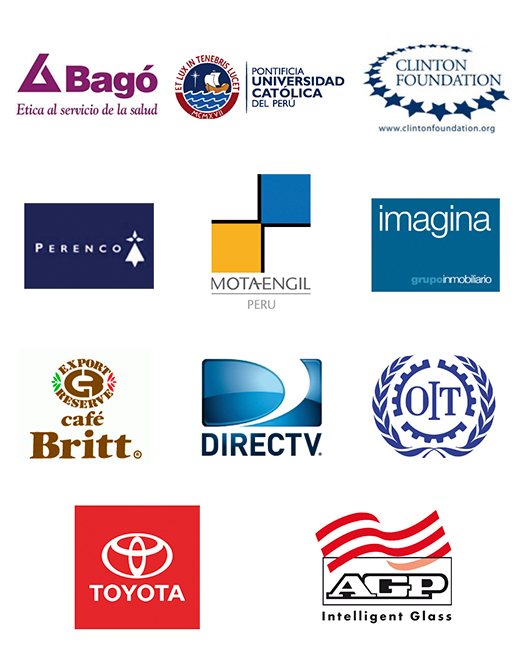 Bagó
Etica al servicio de la salud
ET LUX IN TENEBRIS LUCET
MCMXVII
PONTIFICIA
UNIVERSIDAD
CATÓLICA
DEL PERÚ
CLINTON
FOUNDATION
www.clintonfoundation.org
PERENCO
MOTA-ENGIL
PERU
imagina
grupoinmobiliario
EXPORT
RESERVE
café
Britt
DIRECTV
OIT
TOYOTA
AGP
Intelligent Glass